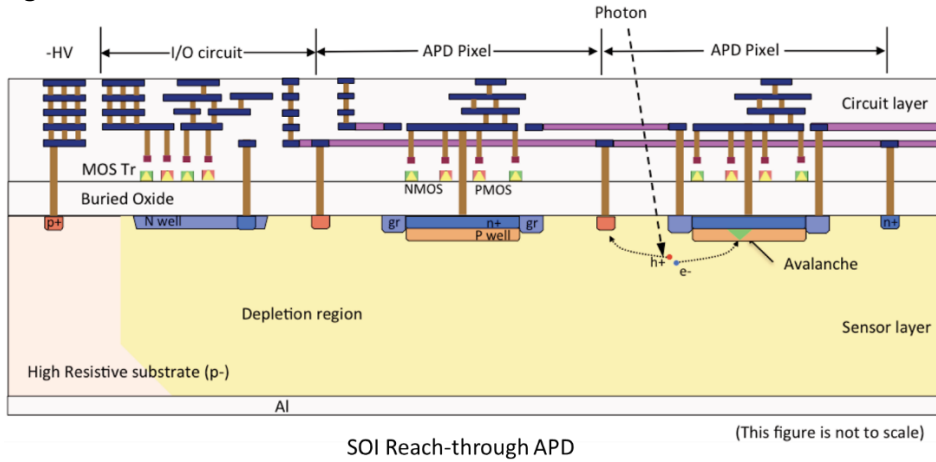 Photon
-HV
I/O circuit
APD Pixel
APD Pixel
Circuit layer
MOS Tr
NMOS
PMOS
Buried Oxide
p+
N well
gr
n+
gr
n+
P well
h+
e-
Avalanche
Depletion region
Sensor layer
High Resistive substrate (p-)
Al
(This figure is not to scale)
SOI Reach-through APD